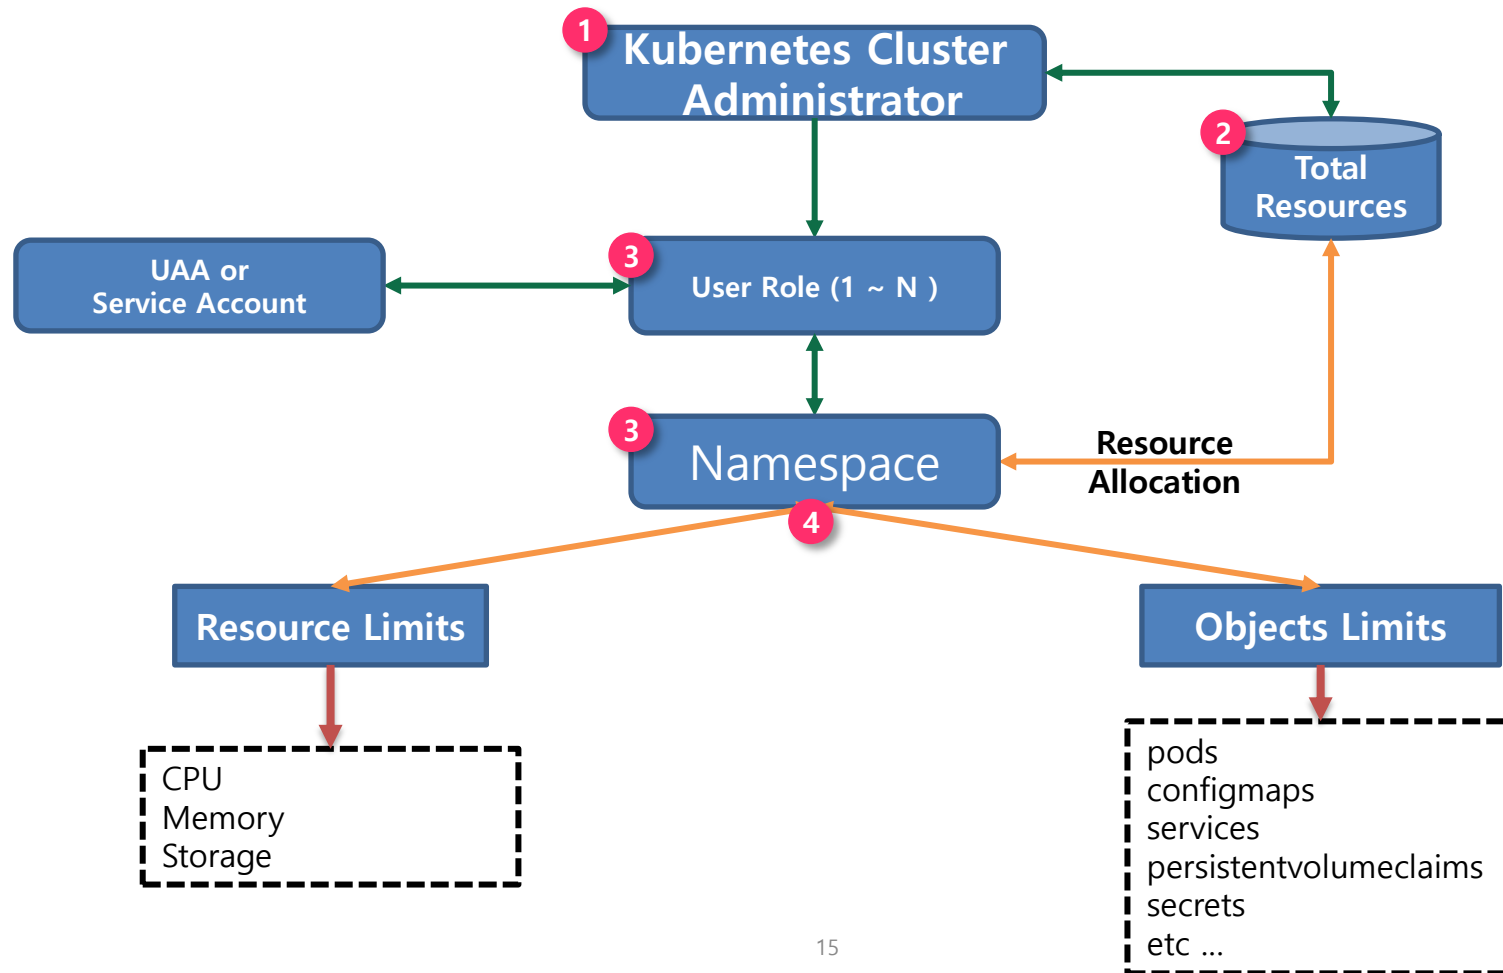 1
Kubernetes Cluster
Administrator
2
Total
Resources
UAA or
Service Account
3
User Role (1 ~ N )
3
Namespace
Resource
Allocation
4
Resource Limits
Objects Limits
CPU
Memory
Storage
pods
configmaps
services
persistentvolumeclaims
secrets
etc ...
15